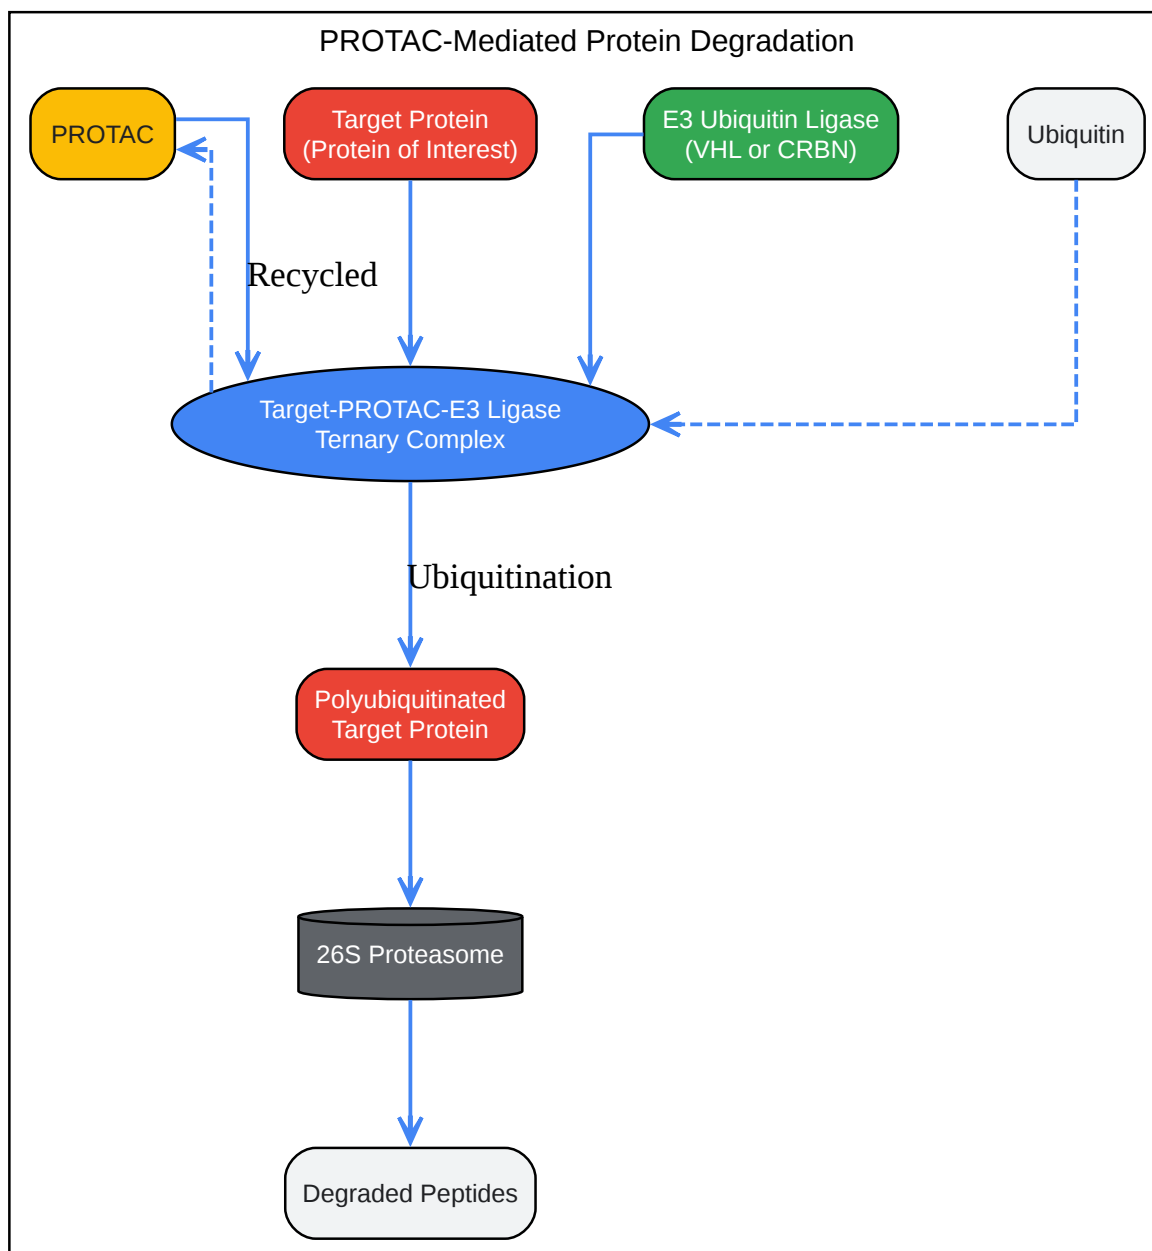 PROTAC-Mediated Protein Degradation
PROTAC
Target Protein
(Protein of Interest)
E3 Ubiquitin Ligase
(VHL or CRBN)
Ubiquitin
Recycled
Target-PROTAC-E3 Ligase
Ternary Complex
Ubiquitination
Polyubiquitinated
Target Protein
26S Proteasome
Degraded Peptides